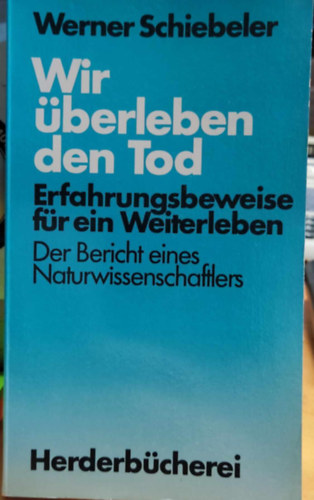 Werner Schiebeler
Wir
überleben
den Tod
Erfahrungsbeweise
für ein Weiterleben
Der Bericht eines
Naturwissenschaftlers
Herderbücherei